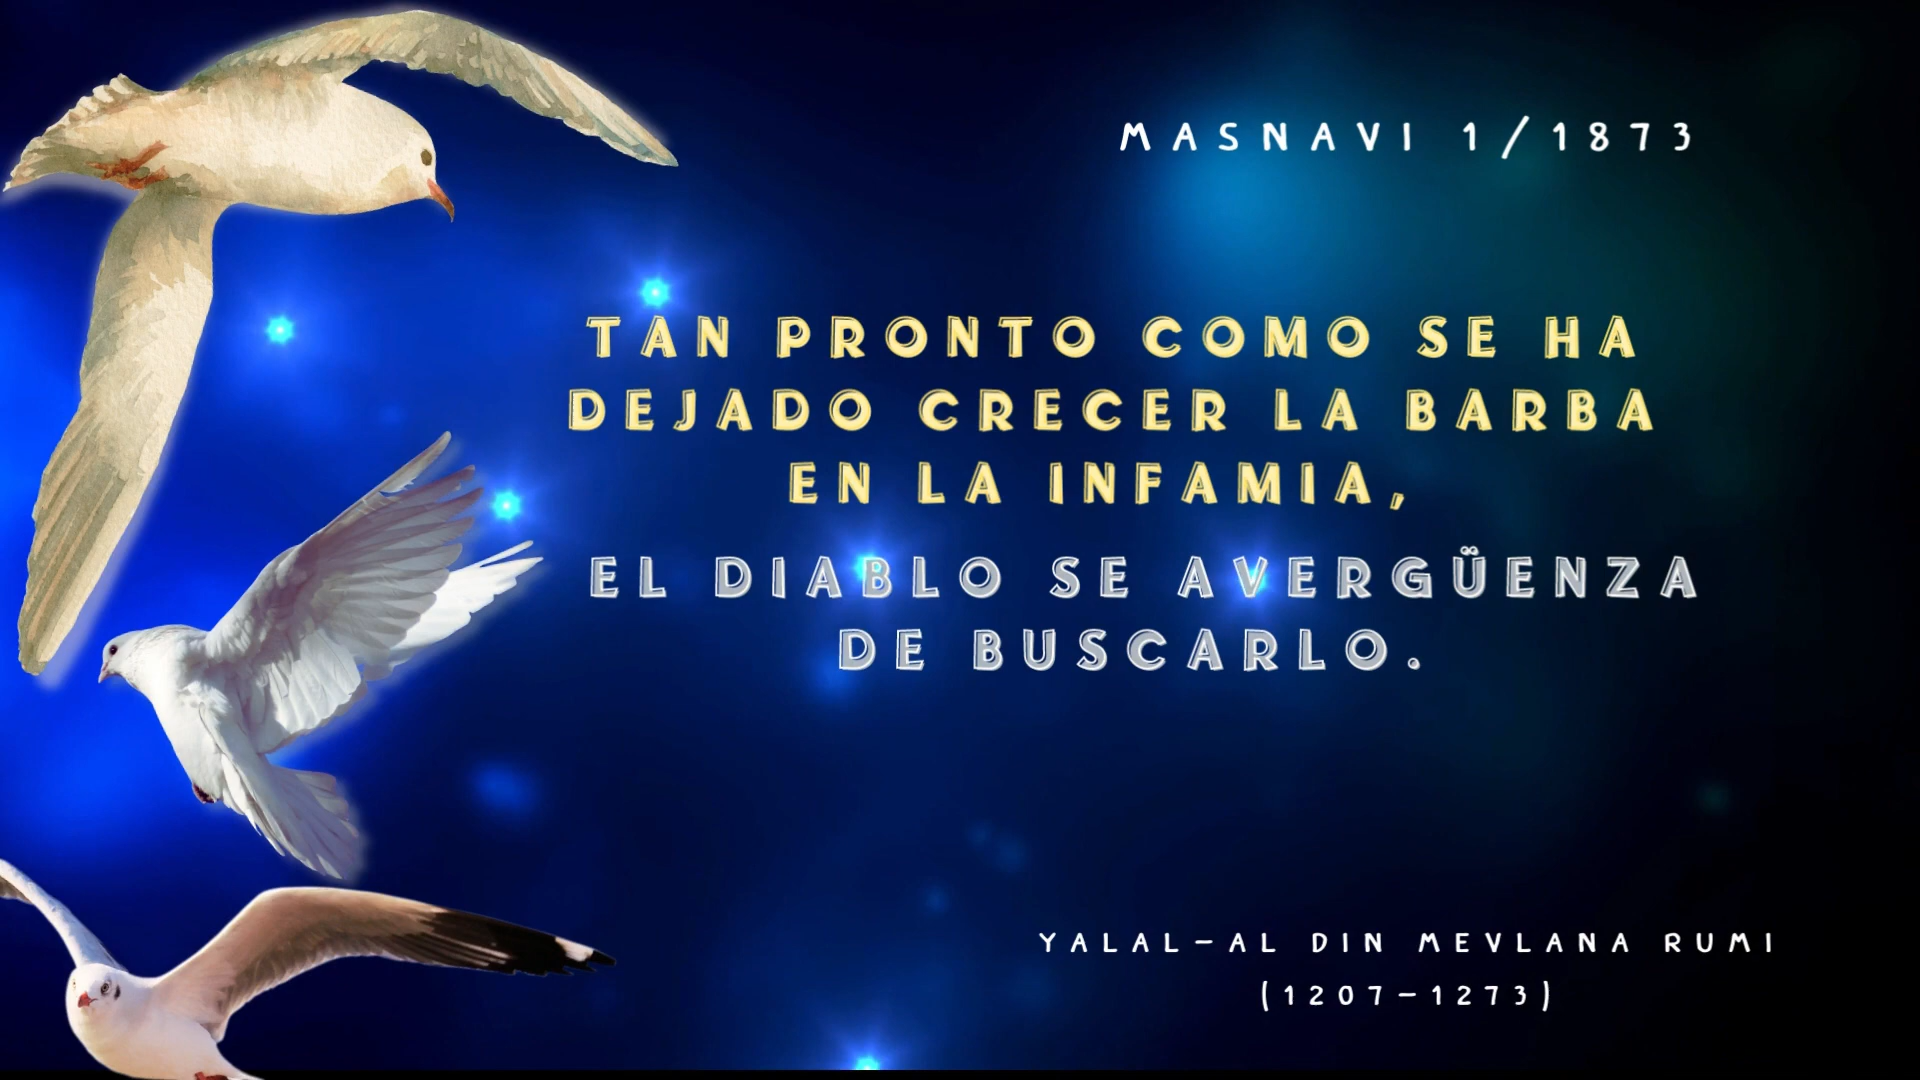 MASNAVI 1/1873
TAN PRONTO COMO SE HA
DEJADO CRECER LA BARBA
EN LA INFAMIA,
EL DIABLO SE AVERGÜENZA
DE BUSCARLO.
YALAL-AL DIN MEVLANA RUMI
(1207-1273)